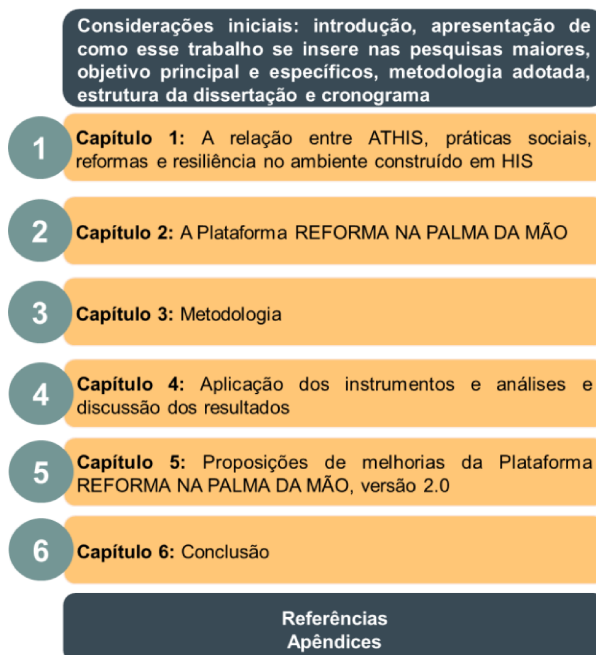 Considerações iniciais: introdução, apresentação de
como esse trabalho se insere nas pesquisas maiores,
objetivo principal e específicos, metodologia adotada,
estrutura da dissertação e cronograma
1
Capítulo 1: A relação entre ATHIS, práticas sociais,
reformas e resiliência no ambiente construído em HIS
2
Capítulo 2: A Plataforma REFORMA NA PALMA DA MÃO
3
Capítulo 3: Metodologia
4
Capítulo 4: Aplicação dos instrumentos e análises e
discussão dos resultados
5
Capítulo 5: Proposições de melhorias da Plataforma
REFORMA NA PALMA DA MÃO, versão 2.0
6
Capítulo 6: Conclusão
Referências
Apêndices